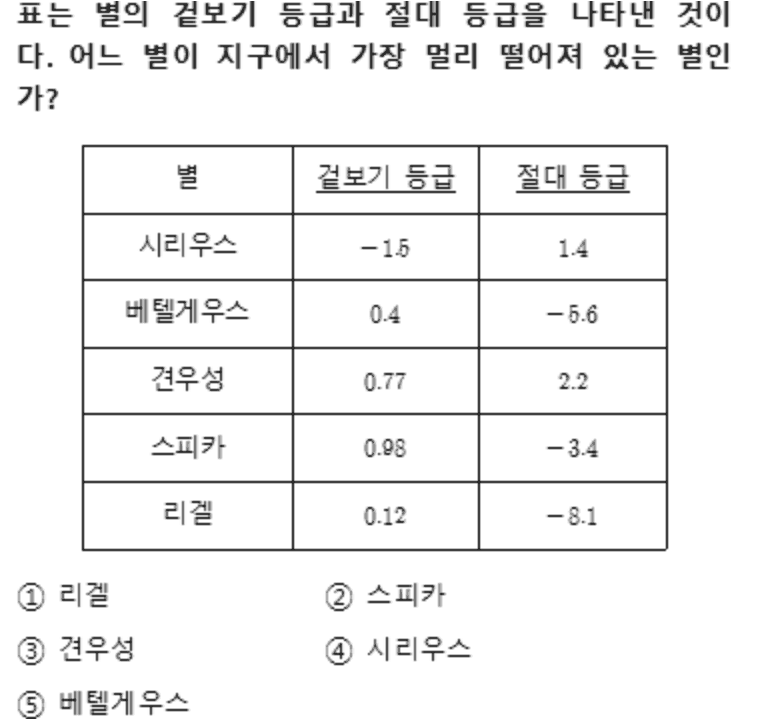 표는 별의 겉보기 등급과 절대 등급을 나타낸 것이
다. 어느 별이 지구에서 가장 멀리 떨어져 있는 별인
가?
별 겉보기 등급 절대 등급
시리우스 －1.5 1.4
베텔게우스 0.4 －5.6
견우성 0.77 2.2
스피카 0.98 －3.4
리겔 0.12 －8.1
① 리겔 ② 스피카
③ 견우성 ④ 시리우스
⑤ 베텔게우스